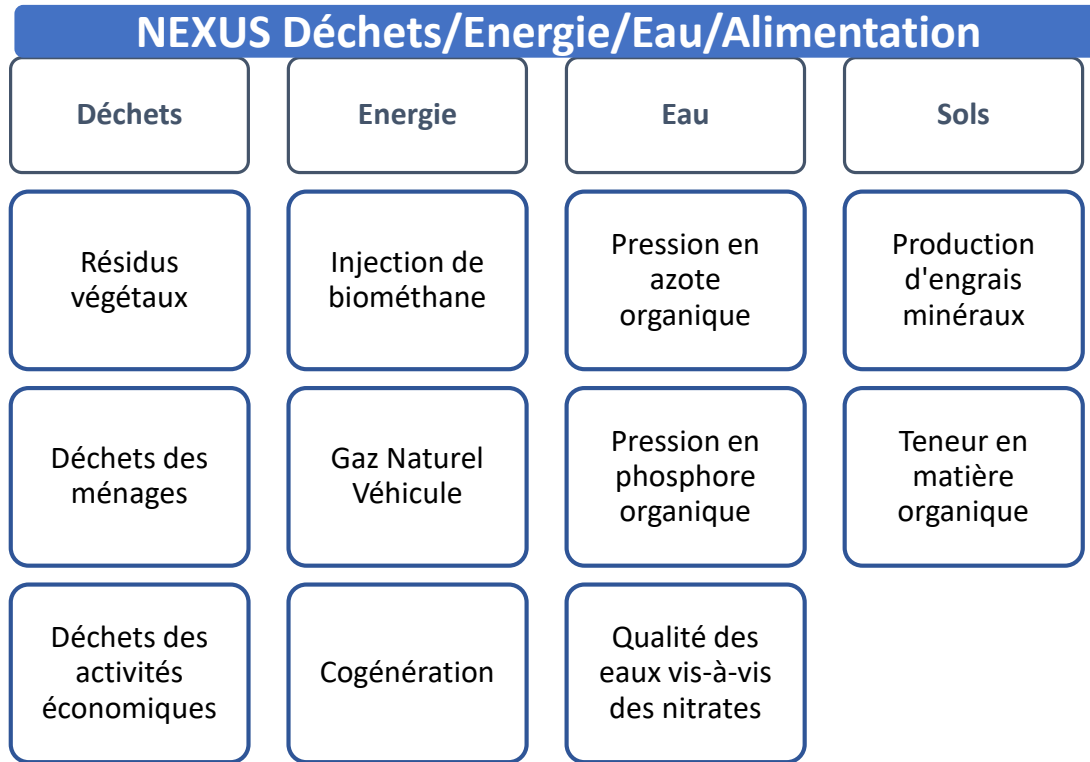 NEXUS Déchets/Energie/Eau/Alimentation
Déchets
Energie
Eau
Sols
Résidus
végétaux
Injection de
biométhane
Pression en
azote
organique
Production
d'engrais
minéraux
Déchets des
ménages
Gaz Naturel
Véhicule
Pression en
phosphore
organique
Teneur en
matière
organique
Déchets des
activités
économiques
Cogénération
Qualité des
eaux vis-à-vis
des nitrates